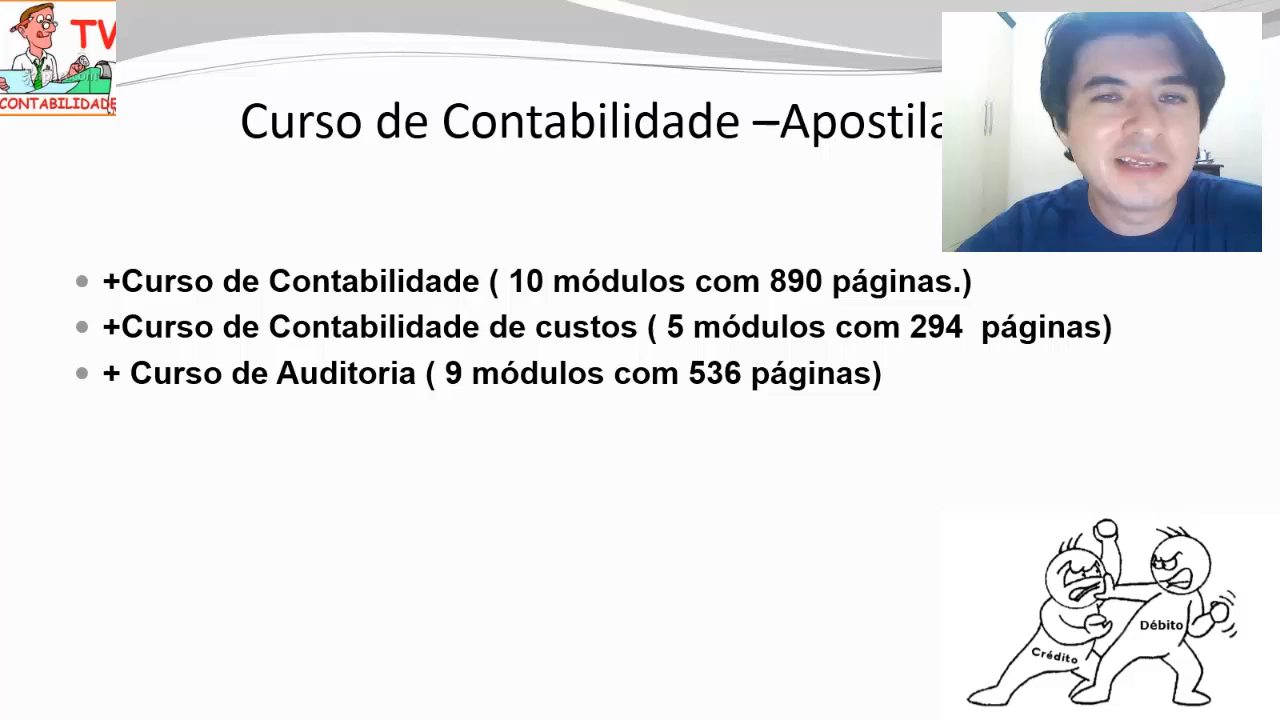 TV
CONTABILIDADE
Curso de Contabilidade –Apostila
+Curso de Contabilidade ( 10 módulos com 890 páginas.)
+Curso de Contabilidade de custos ( 5 módulos com 294 páginas)
+ Curso de Auditoria ( 9 módulos com 536 páginas)
Débito
Crédito